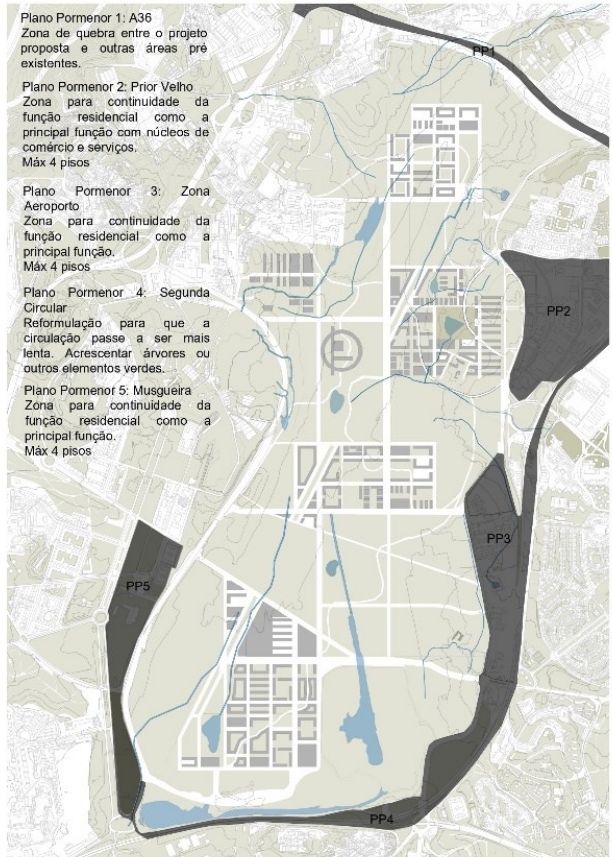 Plano Pormenor 1: A36
Zona de quebra entre o projeto
proposta e outras áreas pré
existentes.
Plano Pormenor 2: Prior Velho
Zona para continuidade da
função residencial como a
principal função com núcleos de
comércio e serviços.
Máx 4 pisos
Plano Pormenor 3: Zona
Aeroporto
Zona para continuidade da
função residencial como a
principal função.
Máx 4 pisos
Plano Pormenor 4: Segunda
Circular
Reformulação para que a
circulação passe a ser mais
lenta. Acrescentar árvores ou
outros elementos verdes.
Plano Pormenor 5: Musgueira
Zona para continuidade da
função residencial como a
principal função.
Máx 4 pisos
PP1
PP2
PP3
PP5
PP4